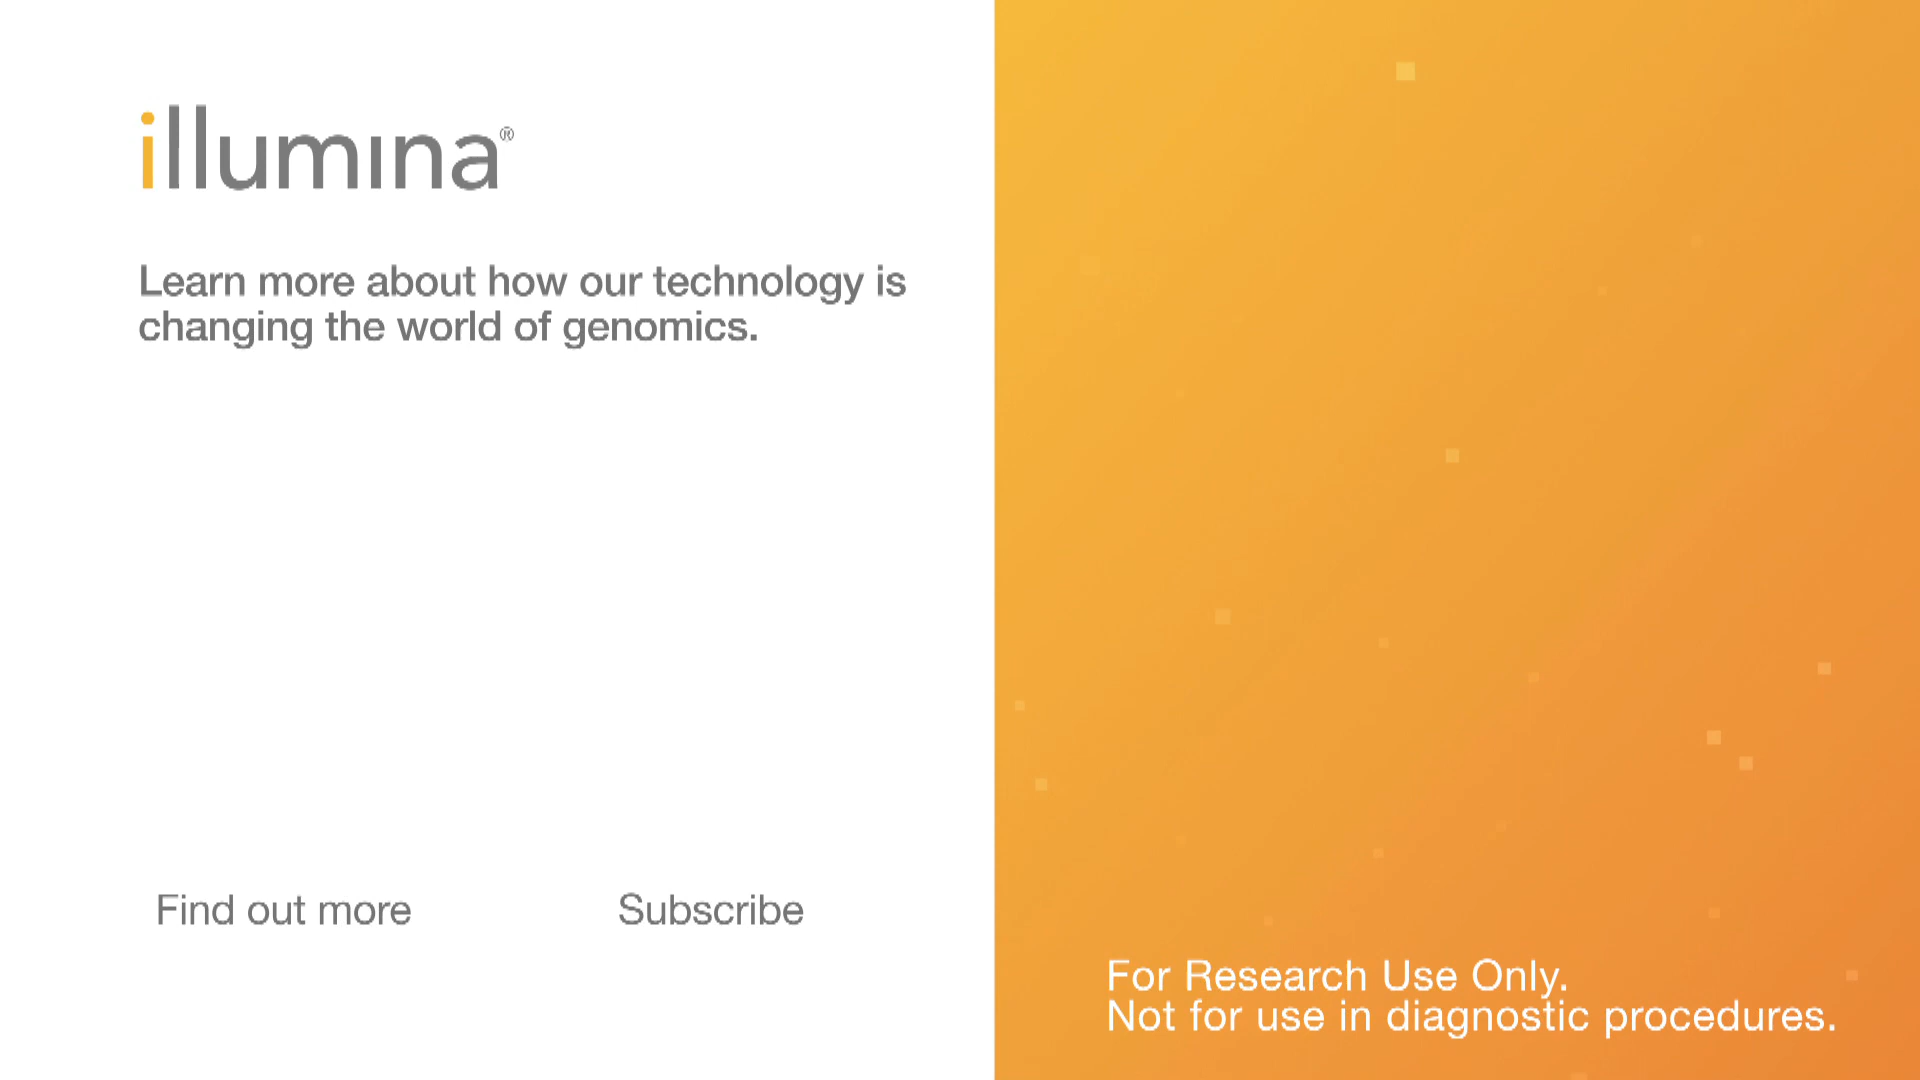 illumina®
Learn more about how our technology is
changing the world of genomics.
Find out more
Subscribe
For Research Use Only.
Not for use in diagnostic procedures.